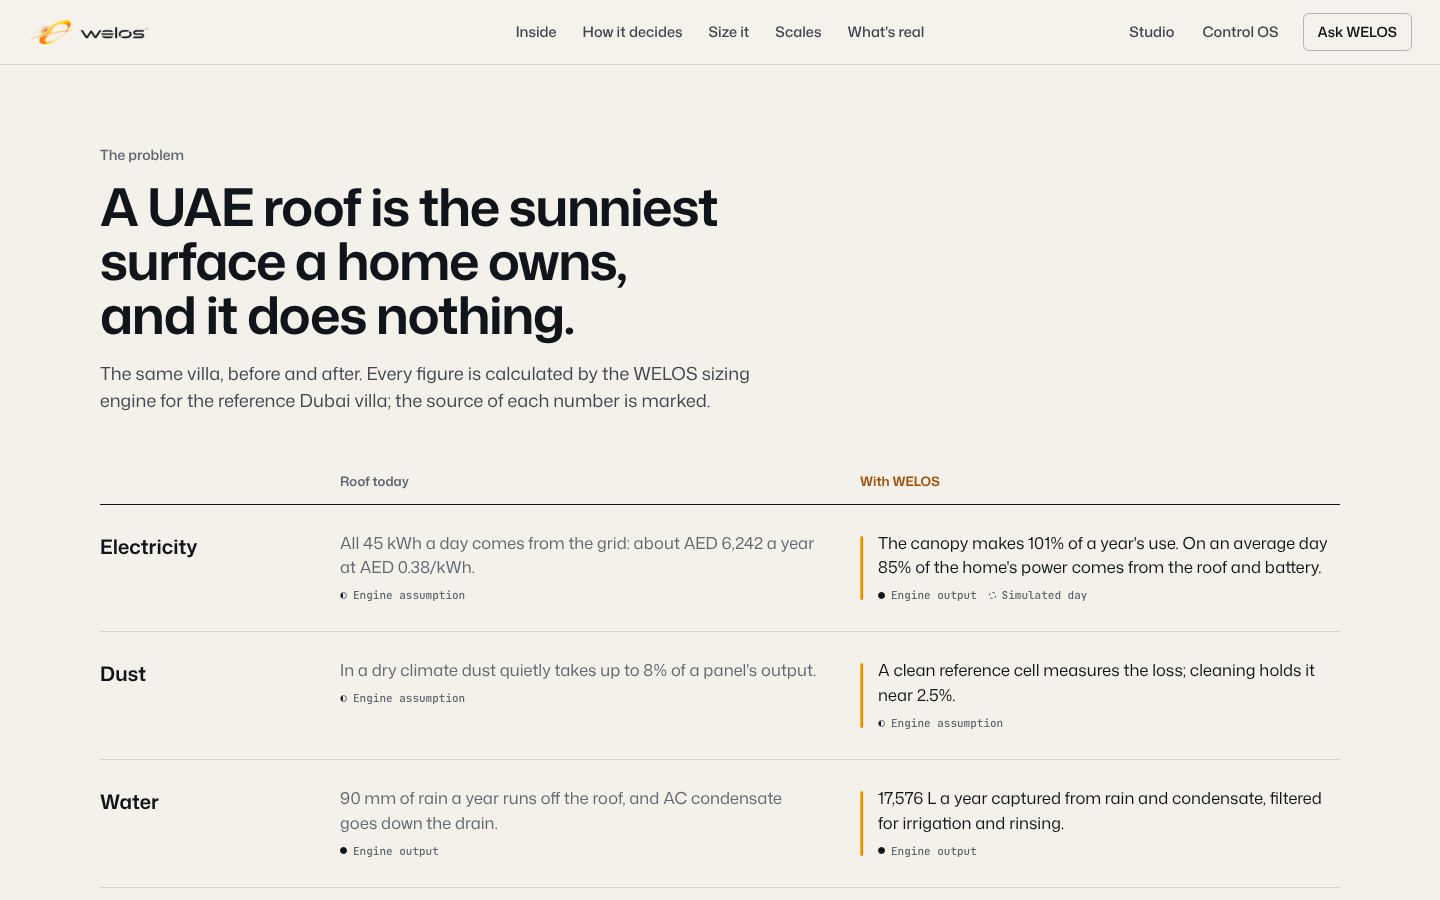 welos
Inside
How it decides
Size it
Scales
What's real
Studio
Control OS
Ask WELOS
The problem
A UAE roof is the sunniest
surface a home owns,
and it does nothing.
The same villa, before and after. Every figure is calculated by the WELOS sizing
engine for the reference Dubai villa; the source of each number is marked.
Roof today
With WELOS
Electricity
All 45 kWh a day comes from the grid: about AED 6,242 a year
at AED 0.38/kWh.
Engine assumption
The canopy makes 101% of a year's use. On an average day
85% of the home's power comes from the roof and battery.
Engine output
Simulated day
Dust
In a dry climate dust quietly takes up to 8% of a panel's output.
Engine assumption
A clean reference cell measures the loss; cleaning holds it
near 2.5%.
Engine assumption
Water
90 mm of rain a year runs off the roof, and AC condensate
goes down the drain.
Engine output
17,576 L a year captured from rain and condensate, filtered
for irrigation and rinsing.
Engine output